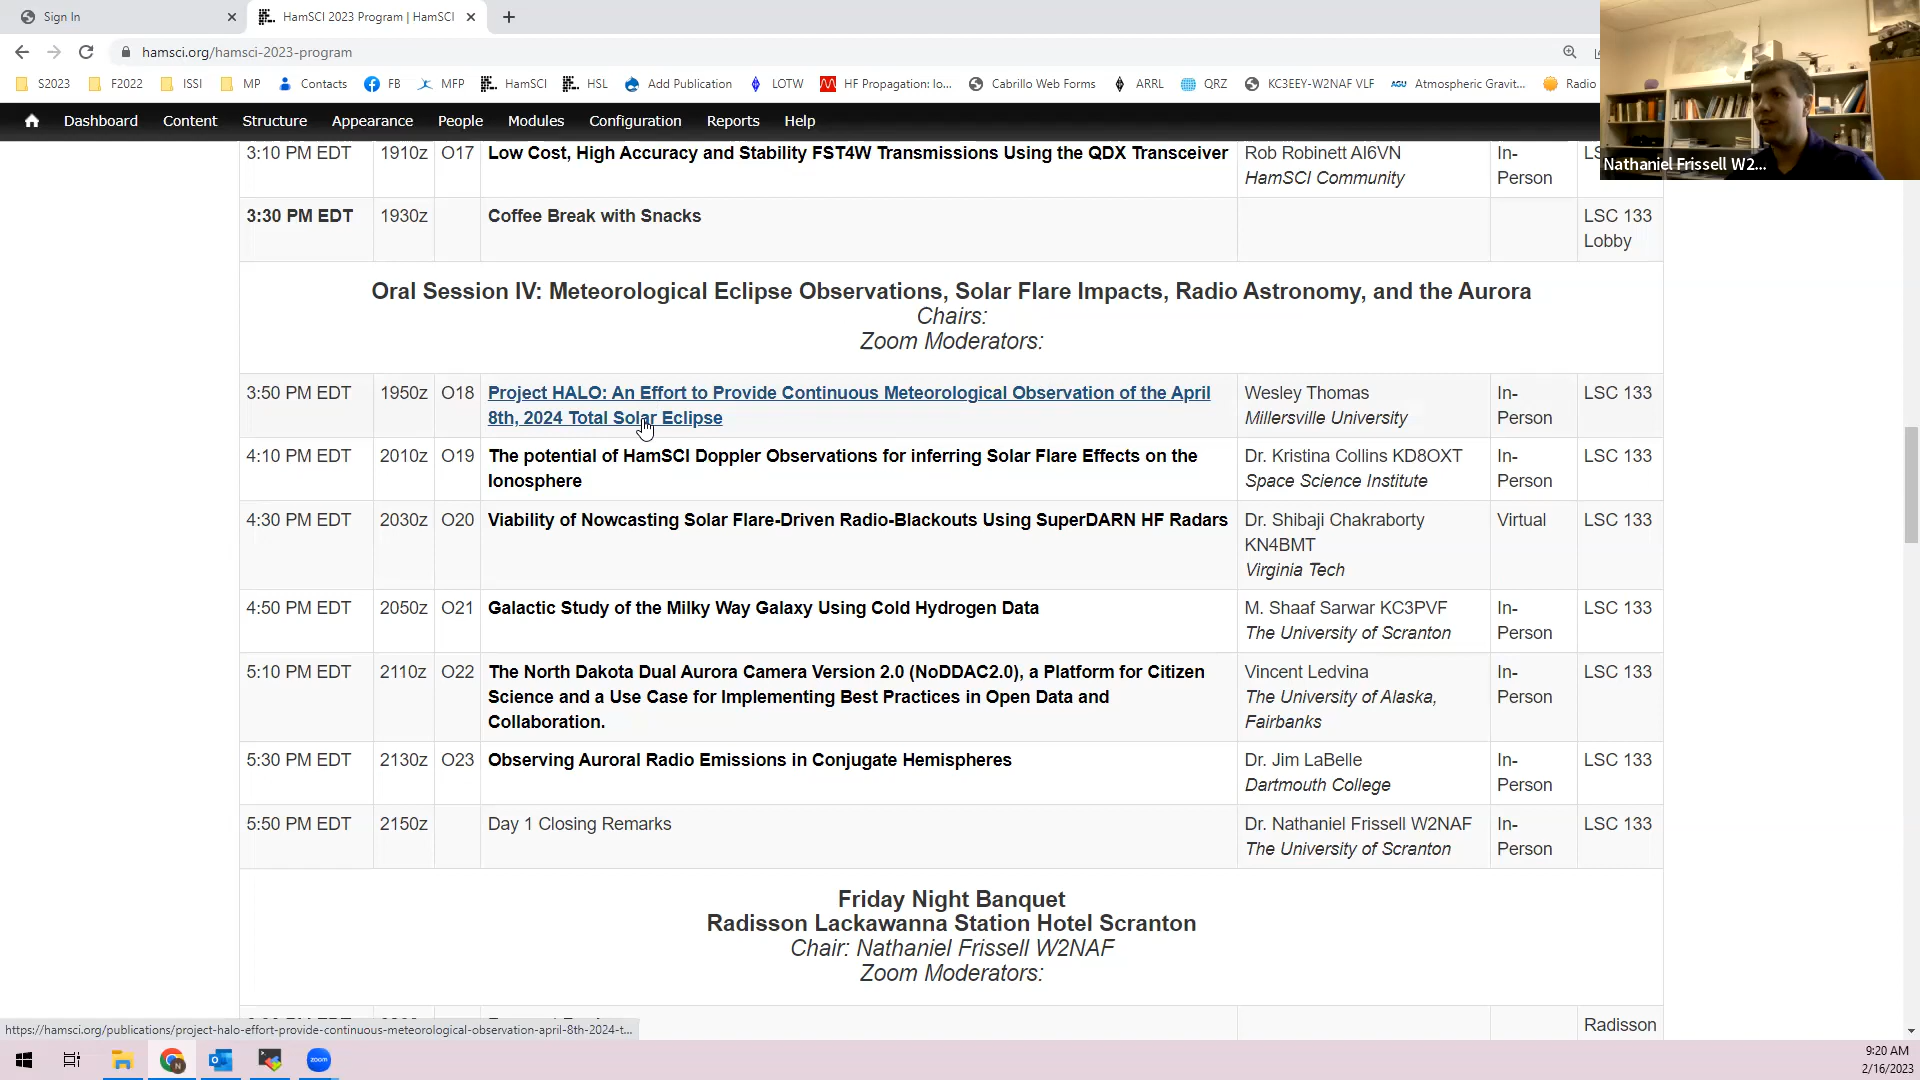 Sign In
HamSCI 2023 Program | HamSCI
hamsci.org/hamsci-2023-program
S2023 F2022 ISSI MP Contacts FB MFP HamSCI HSL Add Publication LOTW HF Propagation: Io... Cabrillo Web Forms ARRL QRZ KC3EEY-W2NAF VLF Atmospheric Gravit... Radio
Dashboard Content Structure Appearance People Modules Configuration Reports Help
Nathaniel Frissell W2...
3:10 PM EDT 1910z O17 Low Cost, High Accuracy and Stability FST4W Transmissions Using the QDX Transceiver Rob Robinett AI6VN In-
HamSCI Community Person
3:30 PM EDT 1930z Coffee Break with Snacks LSC 133
Lobby
Oral Session IV: Meteorological Eclipse Observations, Solar Flare Impacts, Radio Astronomy, and the Aurora
Chairs:
Zoom Moderators:
3:50 PM EDT 1950z O18 Project HALO: An Effort to Provide Continuous Meteorological Observation of the April Wesley Thomas In- LSC 133
8th, 2024 Total Solar Eclipse Millersville University Person
4:10 PM EDT 2010z O19 The potential of HamSCI Doppler Observations for inferring Solar Flare Effects on the Dr. Kristina Collins KD8OXT In- LSC 133
Ionosphere Space Science Institute Person
4:30 PM EDT 2030z O20 Viability of Nowcasting Solar Flare-Driven Radio-Blackouts Using SuperDARN HF Radars Dr. Shibaji Chakraborty Virtual LSC 133
KN4BMT
Virginia Tech
4:50 PM EDT 2050z O21 Galactic Study of the Milky Way Galaxy Using Cold Hydrogen Data M. Shaaf Sarwar KC3PVF In- LSC 133
The University of Scranton Person
5:10 PM EDT 2110z O22 The North Dakota Dual Aurora Camera Version 2.0 (NoDDAC2.0), a Platform for Citizen Vincent Ledvina In- LSC 133
Science and a Use Case for Implementing Best Practices in Open Data and The University of Alaska, Person
Collaboration. Fairbanks
5:30 PM EDT 2130z O23 Observing Auroral Radio Emissions in Conjugate Hemispheres Dr. Jim LaBelle In- LSC 133
Dartmouth College Person
5:50 PM EDT 2150z Day 1 Closing Remarks Dr. Nathaniel Frissell W2NAF In- LSC 133
The University of Scranton Person
Friday Night Banquet
Radisson Lackawanna Station Hotel Scranton
Chair: Nathaniel Frissell W2NAF
Zoom Moderators:
Radisson
https://hamsci.org/publications/project-halo-effort-provide-continuous-meteorological-observation-april-8th-2024-t...
zoom
9:20 AM
2/16/2023